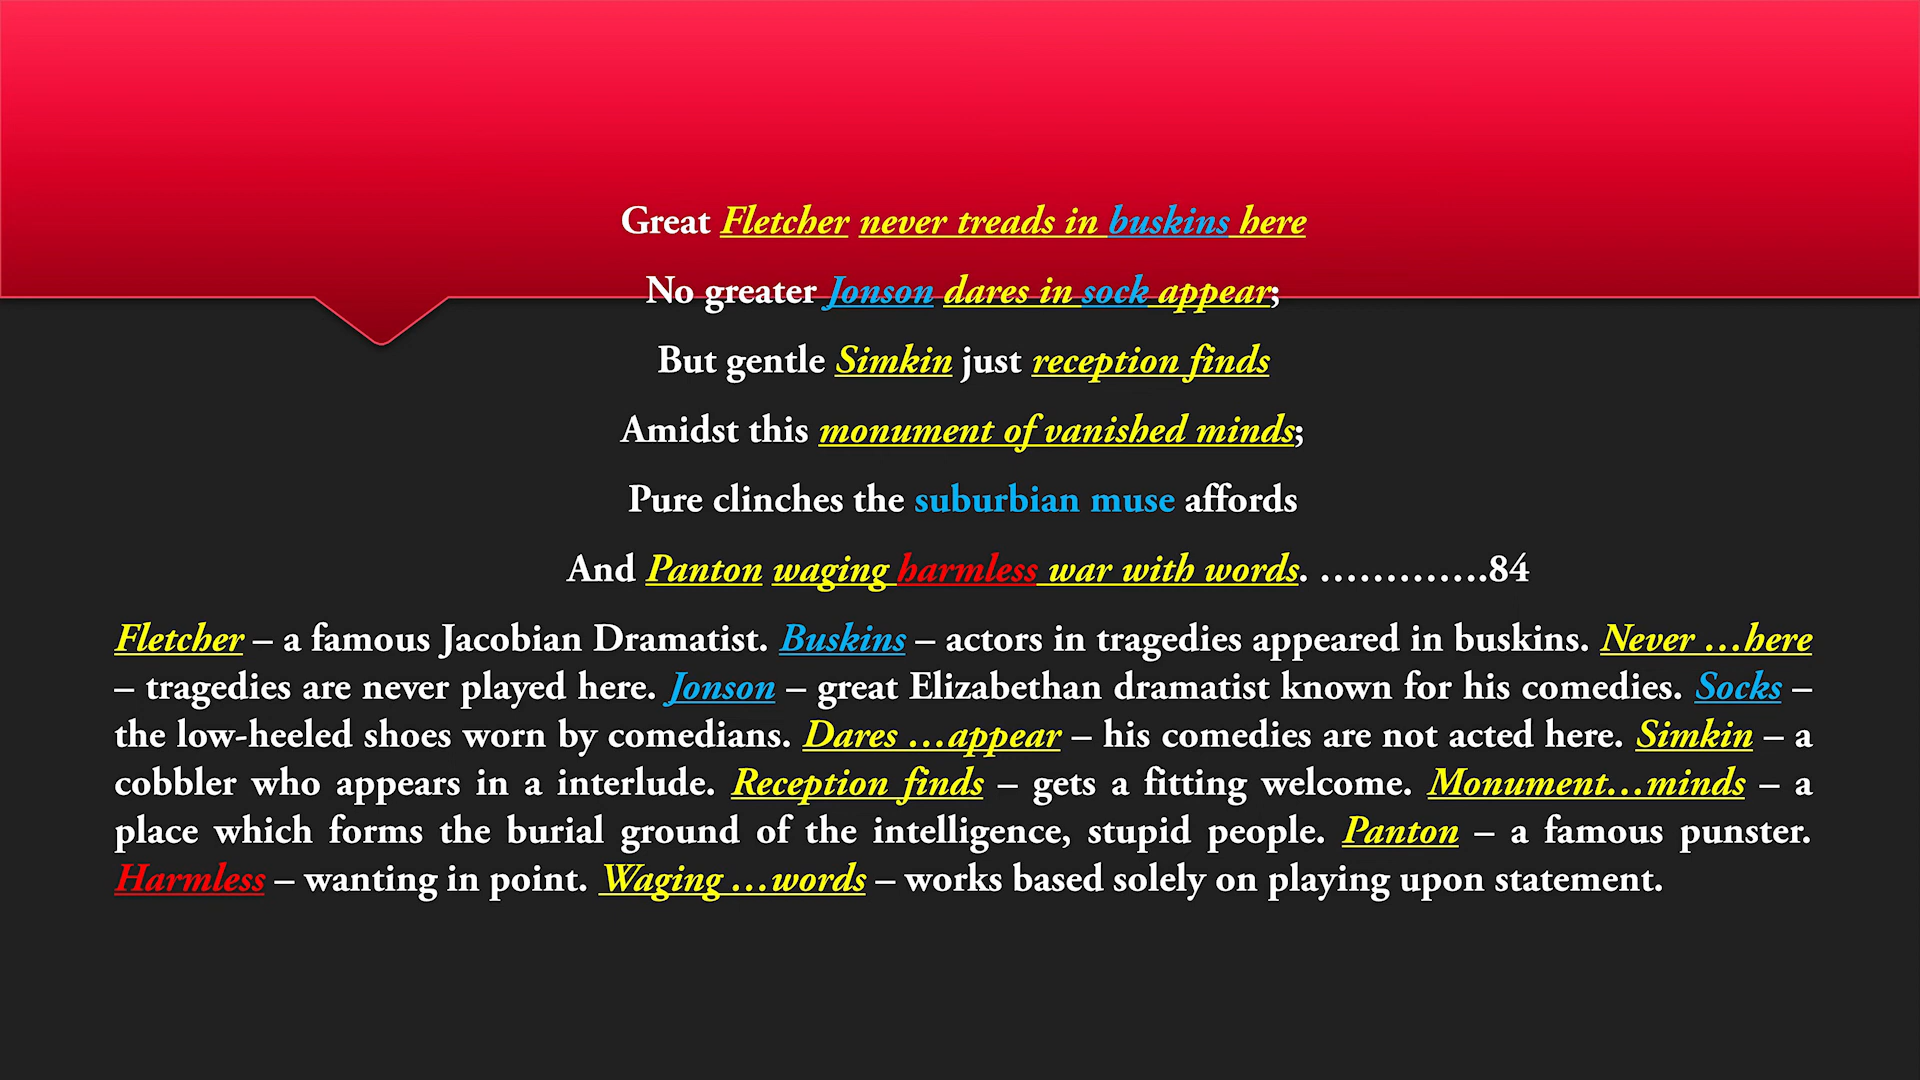 Great Fletcher never treads in buskins here
No greater Jonson dares in sock appear;
But gentle Simkin just reception finds
Amidst this monument of vanished minds;
Pure clinches the suburbian muse affords
And Panton waging harmless war with words. .............84
Fletcher – a famous Jacobian Dramatist. Buskins – actors in tragedies appeared in buskins. Never …here
– tragedies are never played here. Jonson – great Elizabethan dramatist known for his comedies. Socks –
the low-heeled shoes worn by comedians. Dares …appear – his comedies are not acted here. Simkin – a
cobbler who appears in a interlude. Reception finds – gets a fitting welcome. Monument…minds – a
place which forms the burial ground of the intelligence, stupid people. Panton – a famous punster.
Harmless – wanting in point. Waging …words – works based solely on playing upon statement.